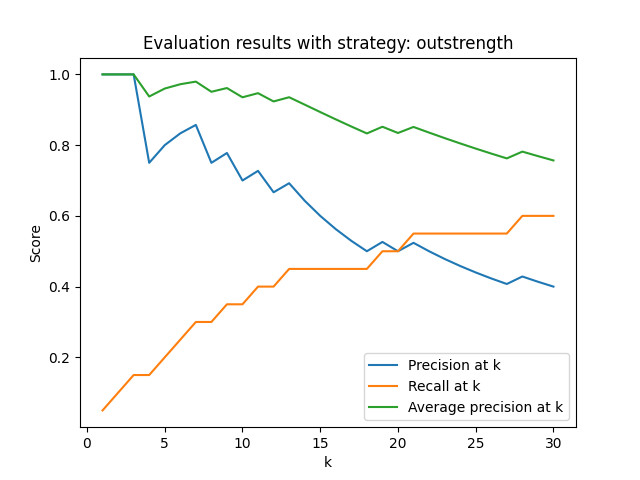 Evaluation results with strategy: outstrength
1.0
0.8
0.6
0.4
0.2
Score
0 5 10 15 20 25 30
k
Precision at k
Recall at k
Average precision at k